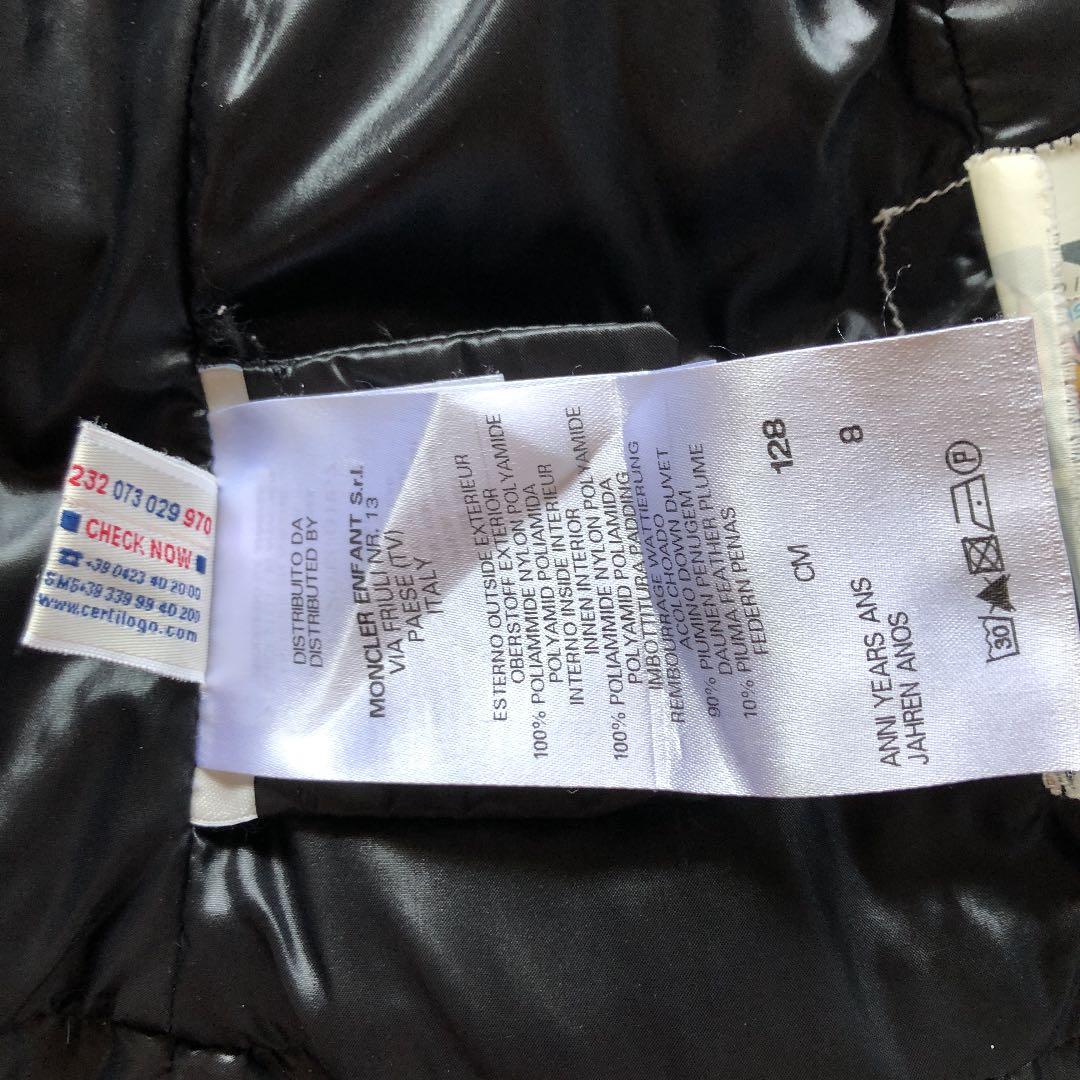 232 073 029 970
CHECK NOW
☎ +39 0423 40 20 00
SMS+39 339 99 40 200
www.certilogo.com
DISTRIBUITO DA
DISTRIBUTED BY
MONCLER ENFANT S.r.l.
VIA FRIULI, NR. 13
PAESE (TV)
ITALY
ESTERNO OUTSIDE EXTERIEUR
OBERSTOFF EXTERIOR
100% POLIAMMIDE NYLON POLYAMIDE
POLYAMID POLIAMIDA
INTERNO INSIDE INTERIEUR
INNEN INTERIOR
100% POLIAMMIDE NYLON POLYAMIDE
POLYAMID POLIAMIDA
IMBOTTITURA PADDING
REMBOURRAGE WATTIERUNG
ACOLCHOADO
90% PIUMINO DOWN DUVET
DAUNEN PENUGEM
10% PIUMA FEATHER PLUME
FEDERN PENAS
128
CM
8
ANNI YEARS ANS
JAHREN ANOS
30
P